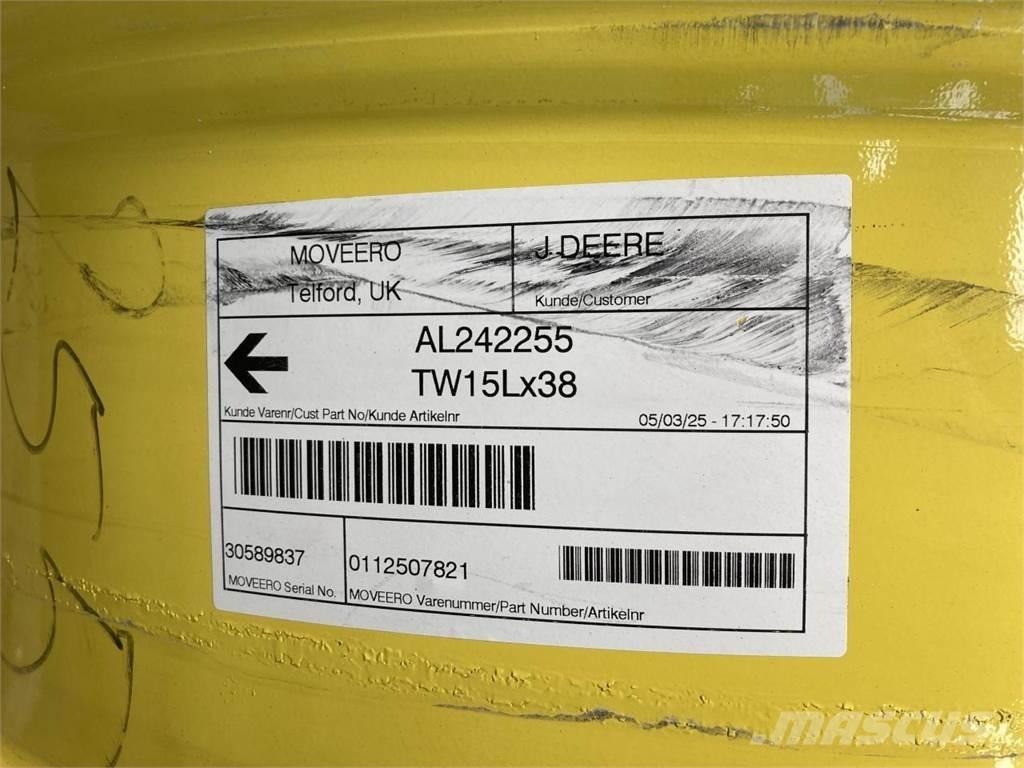 MOVEERO
Telford, UK
J DEERE
Kunde/Customer
AL242255
TW15Lx38
Kunde Varenr/Cust Part No/Kunde Artikelnr
05/03/25 - 17:17:50
30589837
MOVEERO Serial No.
0112507821
MOVEERO Varenummer/Part Number/Artikelnr
MASCUS